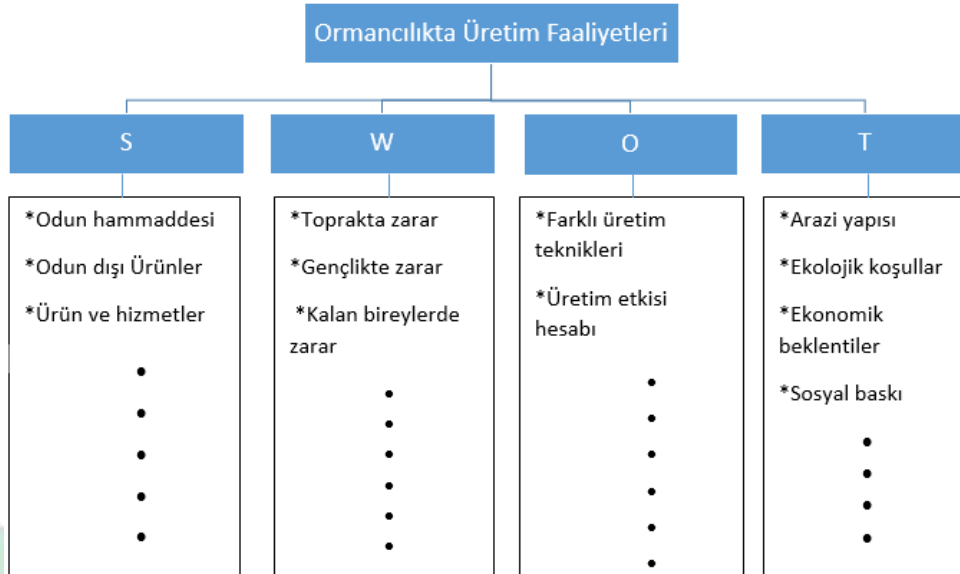 Ormancılıkta Üretim Faaliyetleri
S
W
O
T
*Odun hammaddesi
*Odun dışı Ürünler
*Ürün ve hizmetler
*Toprakta zarar
*Gençlikte zarar
*Kalan bireylerde
zarar
*Farklı üretim
teknikleri
*Üretim etkisi
hesabı
*Arazi yapısı
*Ekolojik koşullar
*Ekonomik
beklentiler
*Sosyal baskı